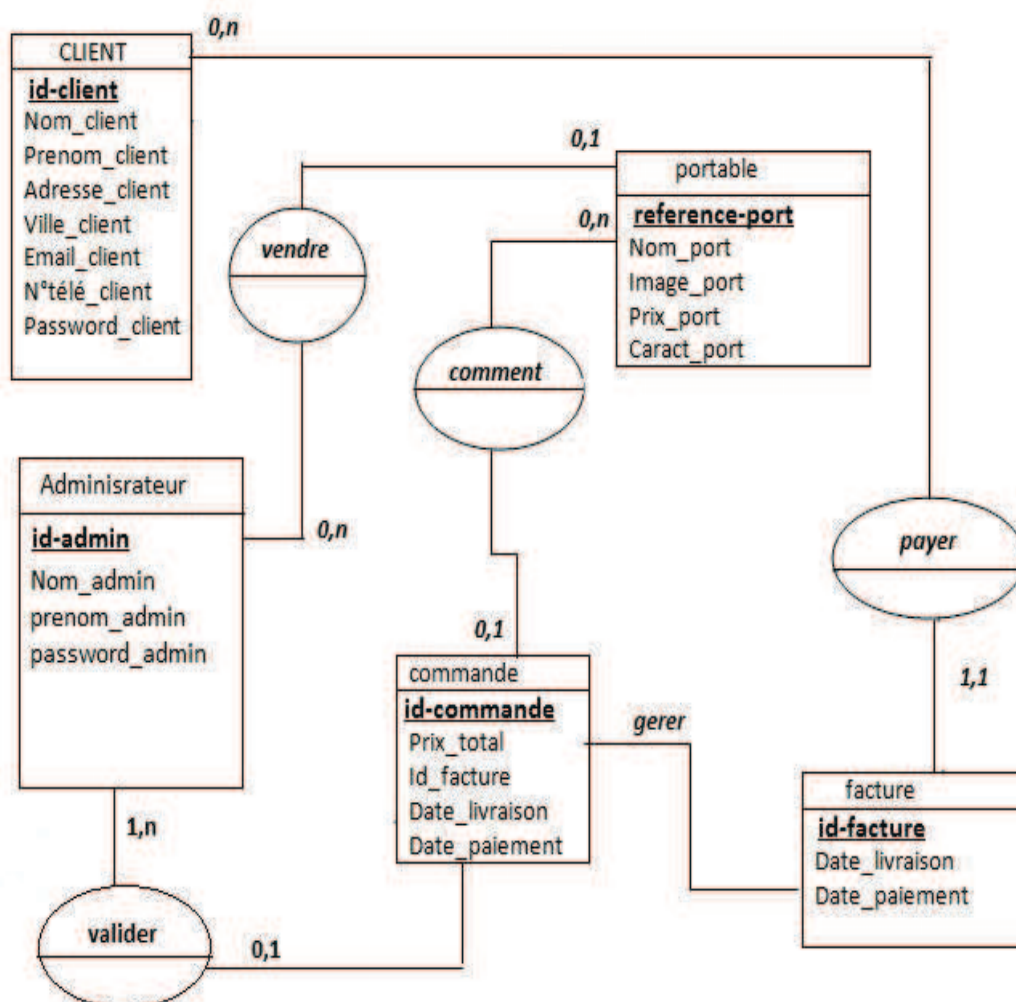 0,n
CLIENT
id-client
Nom_client
Prenom_client
Adresse_client
Ville_client
Email_client
N°télé_client
Password_client
vendre
0,1
portable
0,n
reference-port
Nom_port
Image_port
Prix_port
Caract_port
comment
Adminisrateur
id-admin
Nom_admin
prenom_admin
password_admin
0,n
payer
0,1
1,1
commande
id-commande
Prix_total
Id_facture
Date_livraison
Date_paiement
gerer
facture
id-facture
Date_livraison
Date_paiement
1,n
valider
0,1